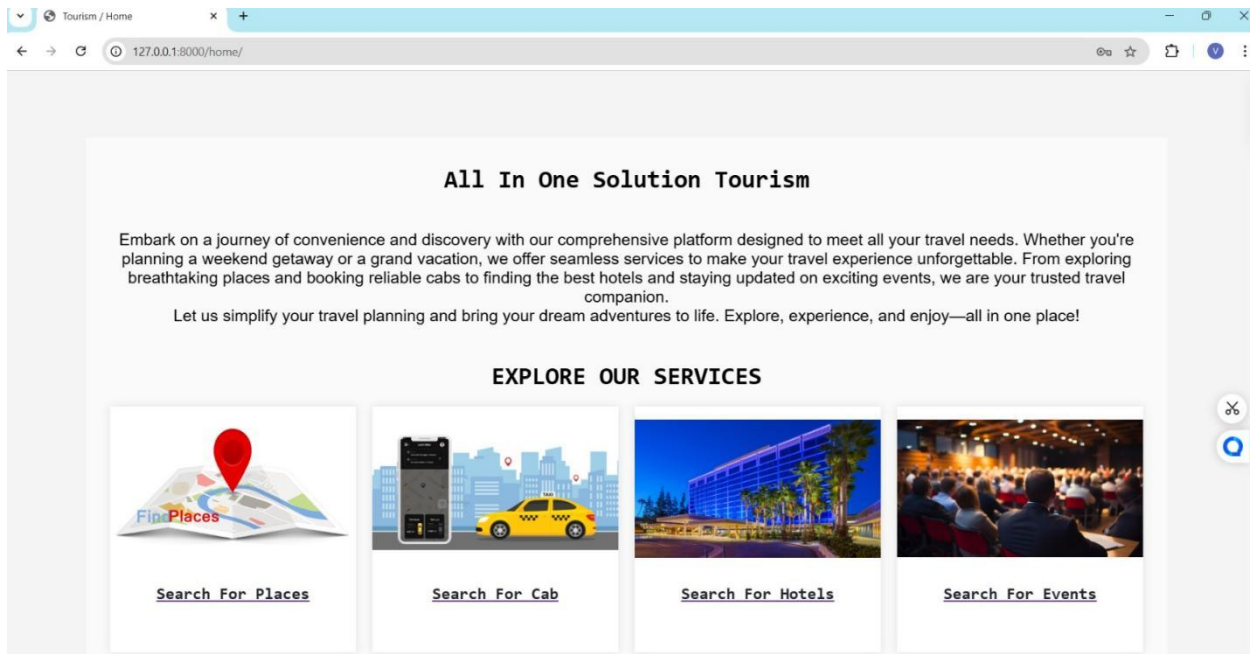 Tourism / Home
127.0.0.1:8000/home/
V
All In One Solution Tourism
Embark on a journey of convenience and discovery with our comprehensive platform designed to meet all your travel needs. Whether you're
planning a weekend getaway or a grand vacation, we offer seamless services to make your travel experience unforgettable. From exploring
breathtaking places and booking reliable cabs to finding the best hotels and staying updated on exciting events, we are your trusted travel
companion.
Let us simplify your travel planning and bring your dream adventures to life. Explore, experience, and enjoy—all in one place!
EXPLORE OUR SERVICES
FindPlaces
TAXI
Search For Places
Search For Cab
Search For Hotels
Search For Events